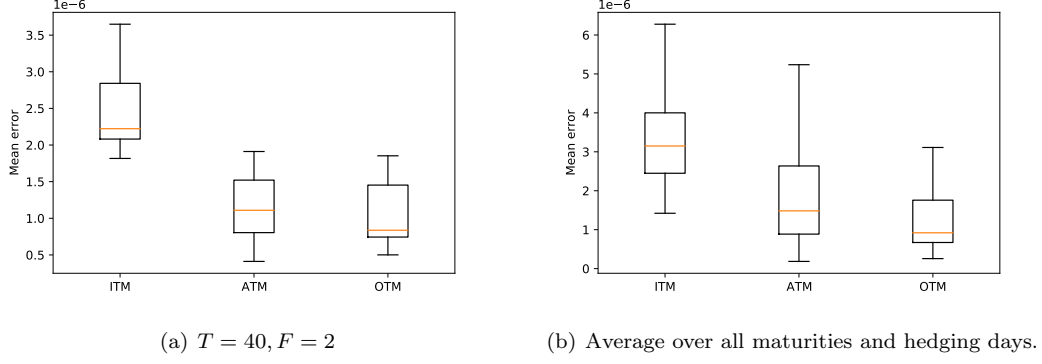 1e−6
3.5
3.0
2.5
2.0
1.5
1.0
0.5
Mean error
ITM ATM OTM
(a) T = 40, F = 2
1e−6
6
5
4
3
2
1
0
Mean error
ITM ATM OTM
(b) Average over all maturities and hedging days.